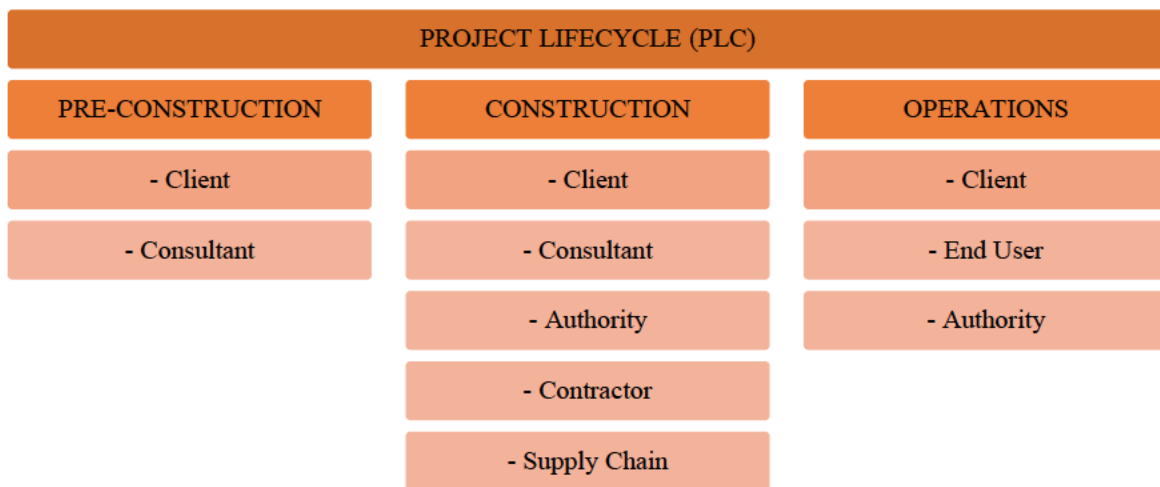 PROJECT LIFECYCLE (PLC)
PRE-CONSTRUCTION
- Client
- Consultant
CONSTRUCTION
- Client
- Consultant
- Authority
- Contractor
- Supply Chain
OPERATIONS
- Client
- End User
- Authority